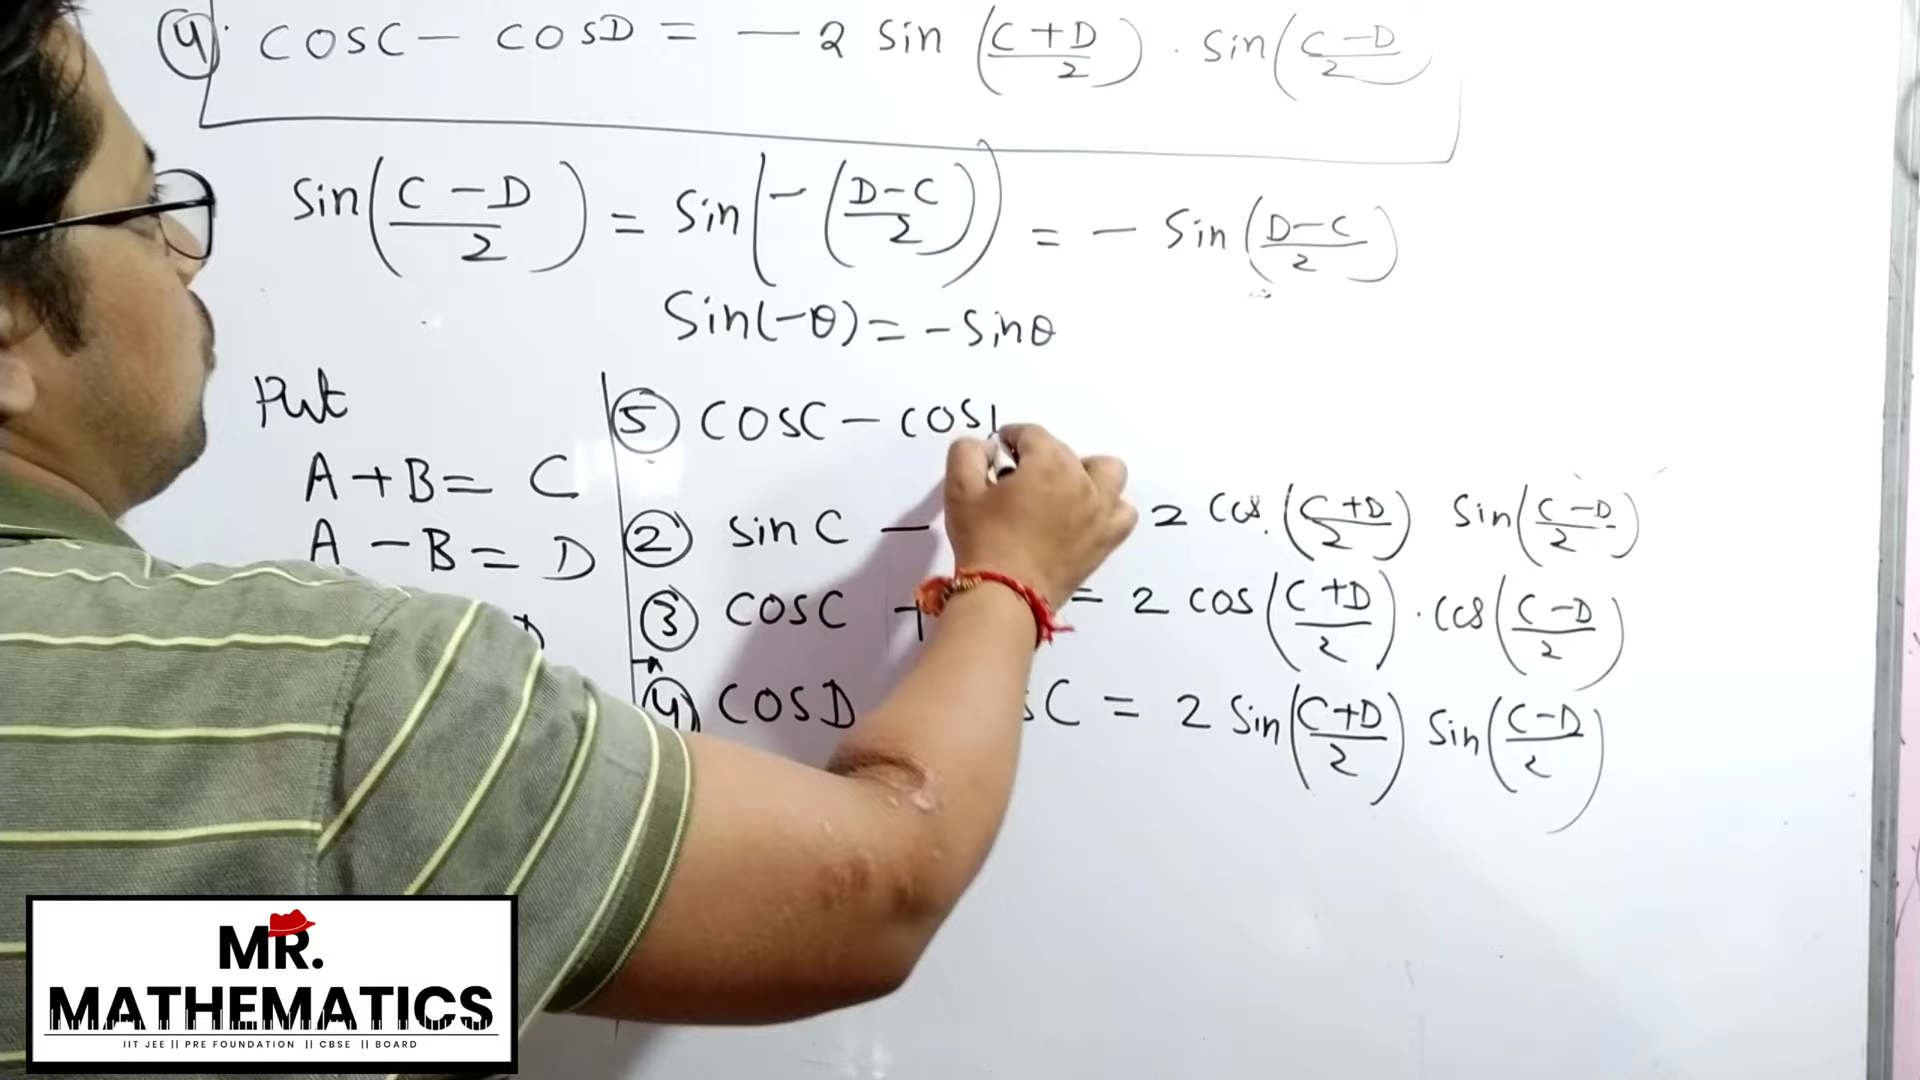 ④. COSC − COSD = −2 sin ((C+D)/2) · sin((C−D)/2)
sin((C−D)/2) = sin(−((D−C)/2)) = − sin((D−C)/2)
sin(−θ) = −sinθ
Put
A+B = C
A−B = D
⑤ COSC − COS
② sinC − 2 cos ((C+D)/2) sin((C−D)/2)
③ COSC + = 2 cos((C+D)/2) · cos((C−D)/2)
④ COSD C = 2 sin((C+D)/2) sin((C−D)/2)
MR.
MATHEMATICS
IIT JEE || PRE FOUNDATION || CBSE || BOARD